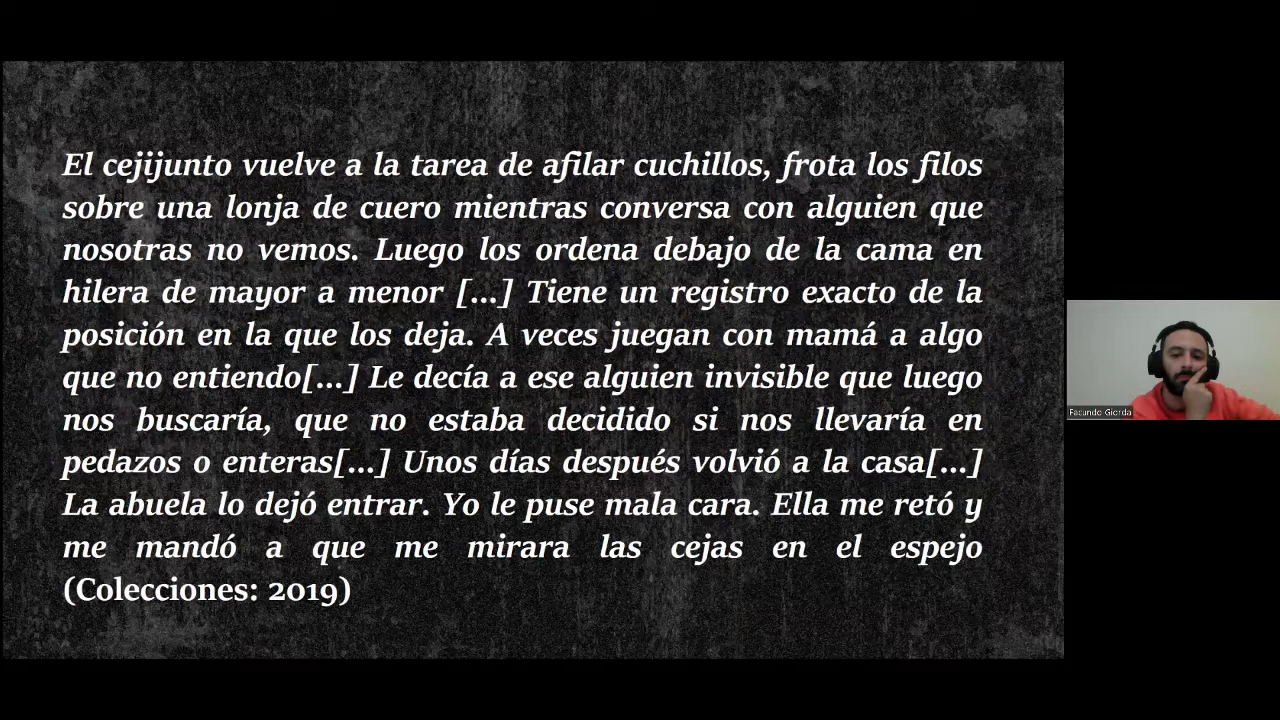 El cejijunto vuelve a la tarea de afilar cuchillos, frota los filos
sobre una lonja de cuero mientras conversa con alguien que
nosotras no vemos. Luego los ordena debajo de la cama en
hilera de mayor a menor [...] Tiene un registro exacto de la
posición en la que los deja. A veces juegan con mamá a algo
que no entiendo[...] Le decía a ese alguien invisible que luego
nos buscaría, que no estaba decidido si nos llevaría en
pedazos o enteras[...] Unos días después volvió a la casa[...]
La abuela lo dejó entrar. Yo le puse mala cara. Ella me retó y
me mandó a que me mirara las cejas en el espejo
(Colecciones: 2019)
Facundo Giorda